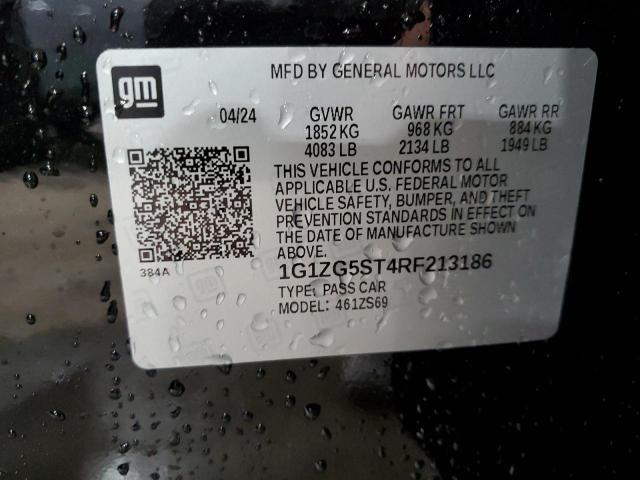 gm
MFD BY GENERAL MOTORS LLC
04/24 GVWR GAWR FRT GAWR RR
1852 KG 968 KG 884 KG
4083 LB 2134 LB 1949 LB
THIS VEHICLE CONFORMS TO ALL
APPLICABLE U.S. FEDERAL MOTOR
VEHICLE SAFETY, BUMPER, AND THEFT
PREVENTION STANDARDS IN EFFECT ON
THE DATE OF MANUFACTURE SHOWN
ABOVE.
384A
1G1ZG5ST4RF213186
TYPE: PASS CAR
MODEL: 461ZS69